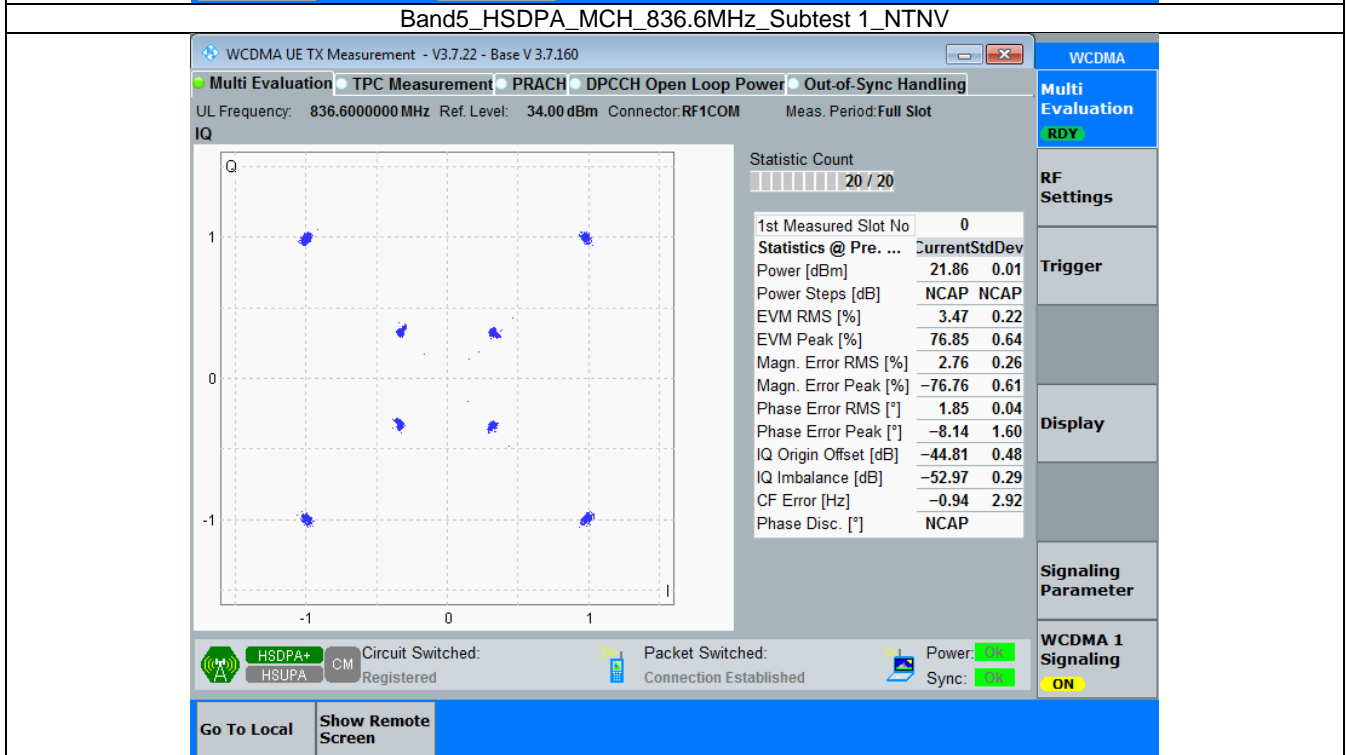 Band5_HSDPA_MCH_836.6MHz_Subtest 1_NTNV
WCDMA UE TX Measurement - V3.7.22 - Base V 3.7.160
WCDMA
Multi Evaluation TPC Measurement PRACH DPCCH Open Loop Power Out-of-Sync Handling
UL Frequency: 836.6000000 MHz Ref. Level: 34.00 dBm Connector: RF1COM Meas. Period: Full Slot
IQ
Q
1
0
-1
I
-1 0 1
Statistic Count
20 / 20
1st Measured Slot No 0
Statistics @ Pre. ... Current StdDev
Power [dBm] 21.86 0.01
Power Steps [dB] NCAP NCAP
EVM RMS [%] 3.47 0.22
EVM Peak [%] 76.85 0.64
Magn. Error RMS [%] 2.76 0.26
Magn. Error Peak [%] −76.76 0.61
Phase Error RMS [°] 1.85 0.04
Phase Error Peak [°] −8.14 1.60
IQ Origin Offset [dB] −44.81 0.48
IQ Imbalance [dB] −52.97 0.29
CF Error [Hz] −0.94 2.92
Phase Disc. [°] NCAP
Multi
Evaluation
RDY
RF
Settings
Trigger
Display
Signaling
Parameter
WCDMA 1
Signaling
ON
HSDPA+
HSUPA
CM
Circuit Switched:
Registered
Packet Switched:
Connection Established
Power: Ok
Sync: Ok
Go To Local
Show Remote
Screen